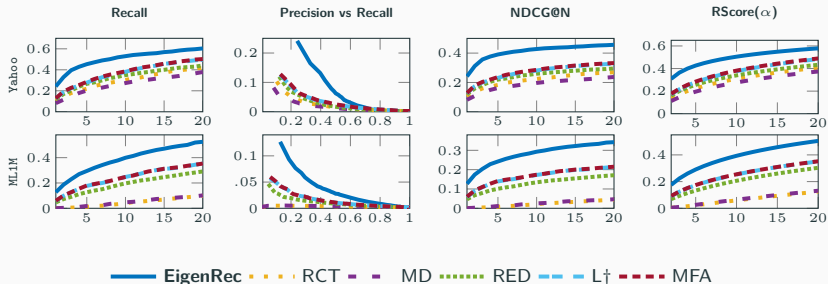 Recall Precision vs Recall NDCG@N RScore(α)
Yahoo
0.6 0.4 0.2 0
5 10 15 20
0.2 0.1 0
0.2 0.4 0.6 0.8 1
0.4 0.2 0
5 10 15 20
0.6 0.4 0.2 0
5 10 15 20
ML1M
0.4 0.2 0
5 10 15 20
0.1 .05 0
0.2 0.4 0.6 0.8 1
0.3 0.2 0.1 0
5 10 15 20
0.4 0.2 0
5 10 15 20
EigenRec RCT MD RED L† MFA